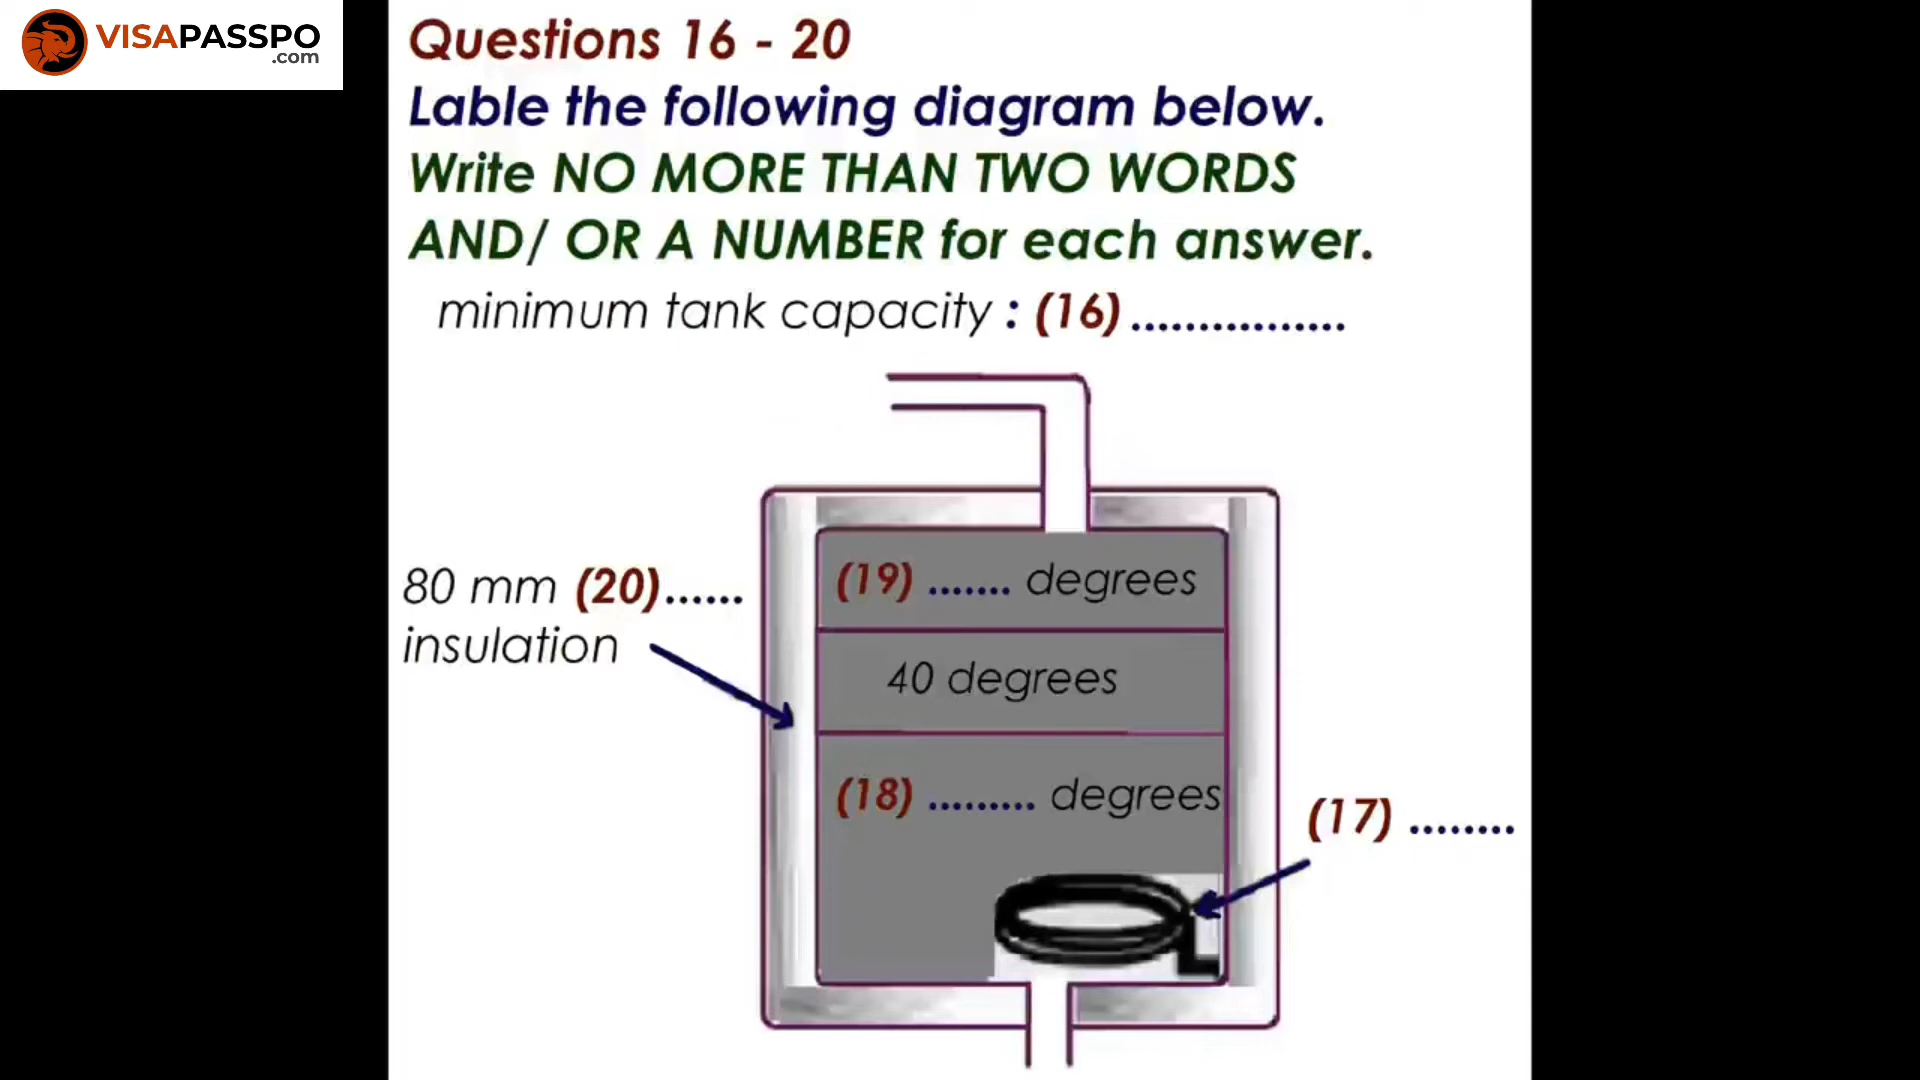 VISAPASSPO
.com
Questions 16 - 20
Lable the following diagram below.
Write NO MORE THAN TWO WORDS
AND/ OR A NUMBER for each answer.
minimum tank capacity : (16) ................
(19) ....... degrees
80 mm (20)......
insulation
40 degrees
(18) ......... degrees
(17) ........